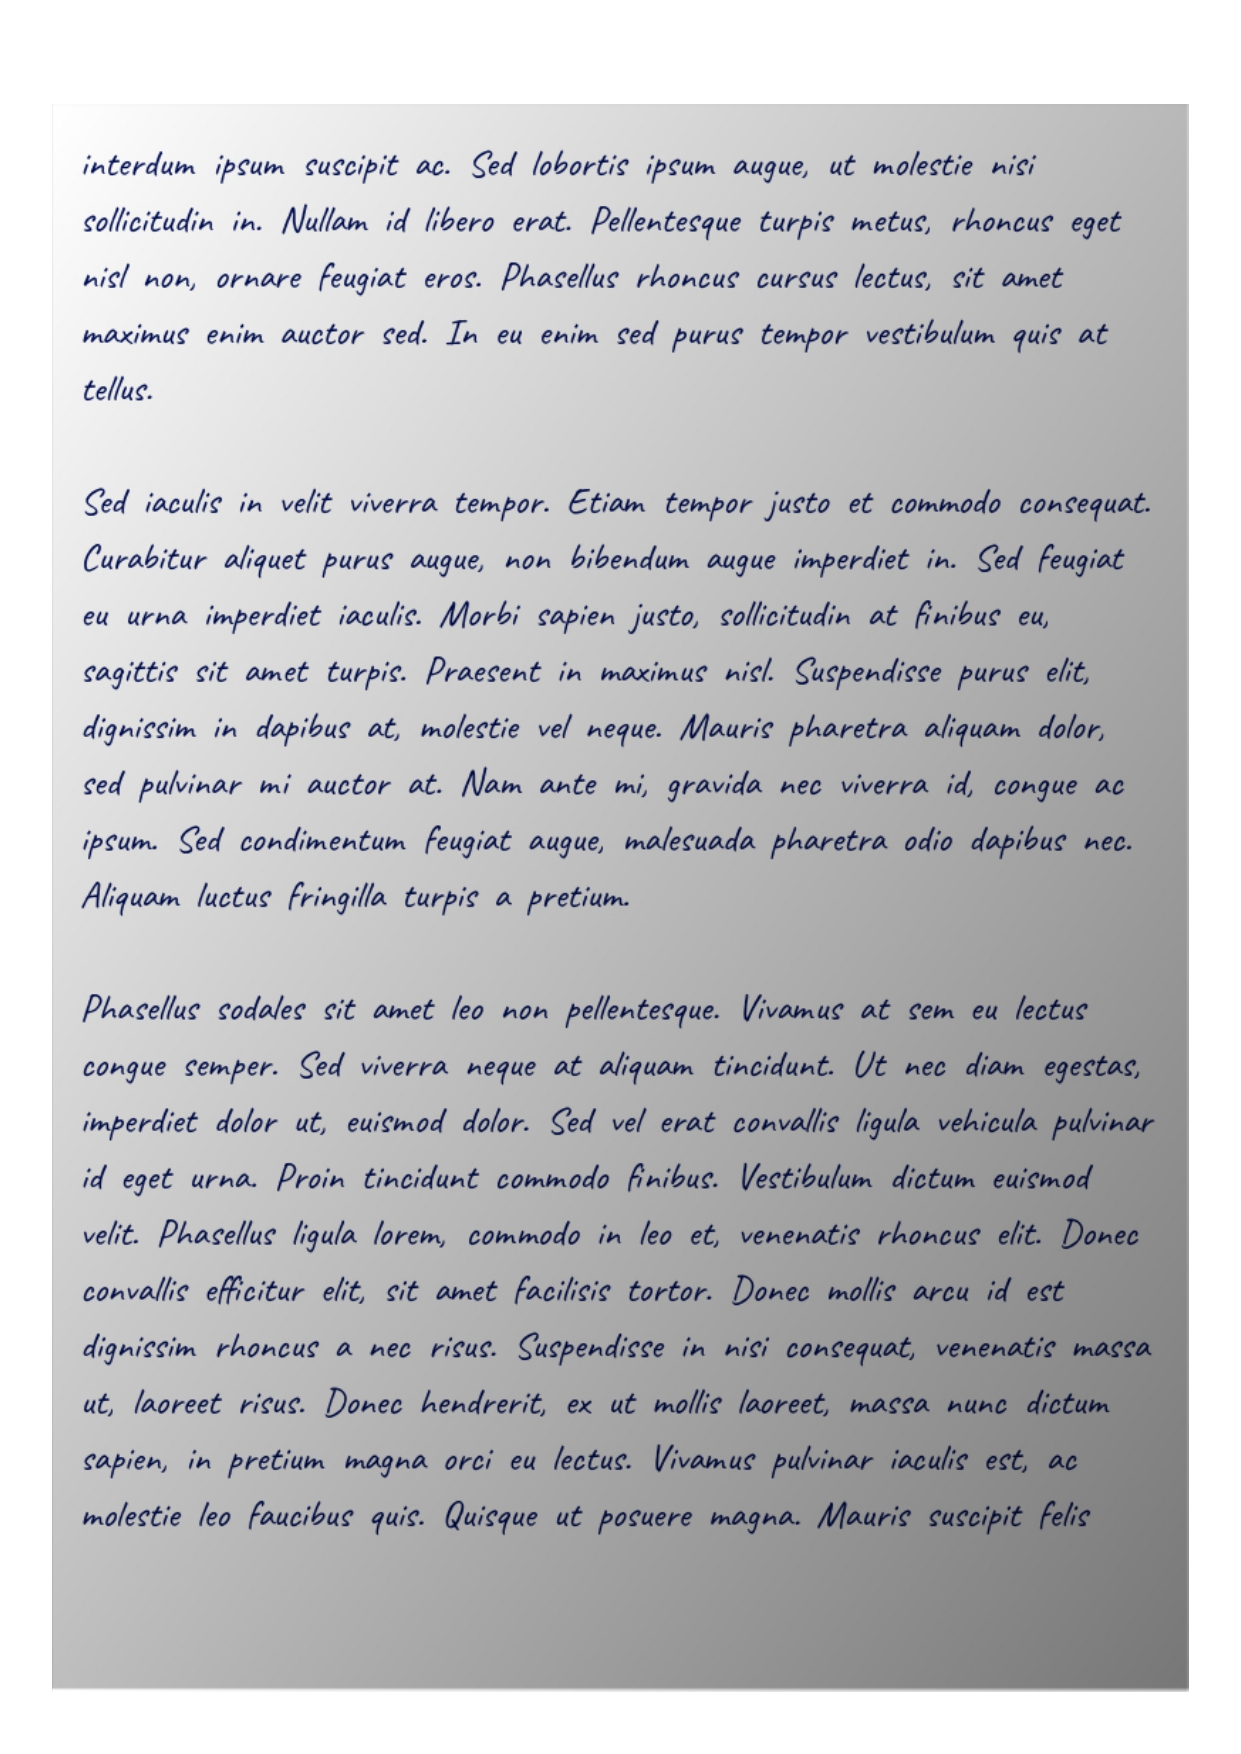 interdum ipsum suscipit ac. Sed lobortis ipsum augue, ut molestie nisi
sollicitudin in. Nullam id libero erat. Pellentesque turpis metus, rhoncus eget
nisl non, ornare feugiat eros. Phasellus rhoncus cursus lectus, sit amet
maximus enim auctor sed. In eu enim sed purus tempor vestibulum quis at
tellus.

Sed iaculis in velit viverra tempor. Etiam tempor justo et commodo consequat.
Curabitur aliquet purus augue, non bibendum augue imperdiet in. Sed feugiat
eu urna imperdiet iaculis. Morbi sapien justo, sollicitudin at finibus eu,
sagittis sit amet turpis. Praesent in maximus nisl. Suspendisse purus elit,
dignissim in dapibus at, molestie vel neque. Mauris pharetra aliquam dolor,
sed pulvinar mi auctor at. Nam ante mi, gravida nec viverra id, congue ac
ipsum. Sed condimentum feugiat augue, malesuada pharetra odio dapibus nec.
Aliquam luctus fringilla turpis a pretium.

Phasellus sodales sit amet leo non pellentesque. Vivamus at sem eu lectus
congue semper. Sed viverra neque at aliquam tincidunt. Ut nec diam egestas,
imperdiet dolor ut, euismod dolor. Sed vel erat convallis ligula vehicula pulvinar
id eget urna. Proin tincidunt commodo finibus. Vestibulum dictum euismod
velit. Phasellus ligula lorem, commodo in leo et, venenatis rhoncus elit. Donec
convallis efficitur elit, sit amet facilisis tortor. Donec mollis arcu id est
dignissim rhoncus a nec risus. Suspendisse in nisi consequat, venenatis massa
ut, laoreet risus. Donec hendrerit, ex ut mollis laoreet, massa nunc dictum
sapien, in pretium magna orci eu lectus. Vivamus pulvinar iaculis est, ac
molestie leo faucibus quis. Quisque ut posuere magna. Mauris suscipit felis